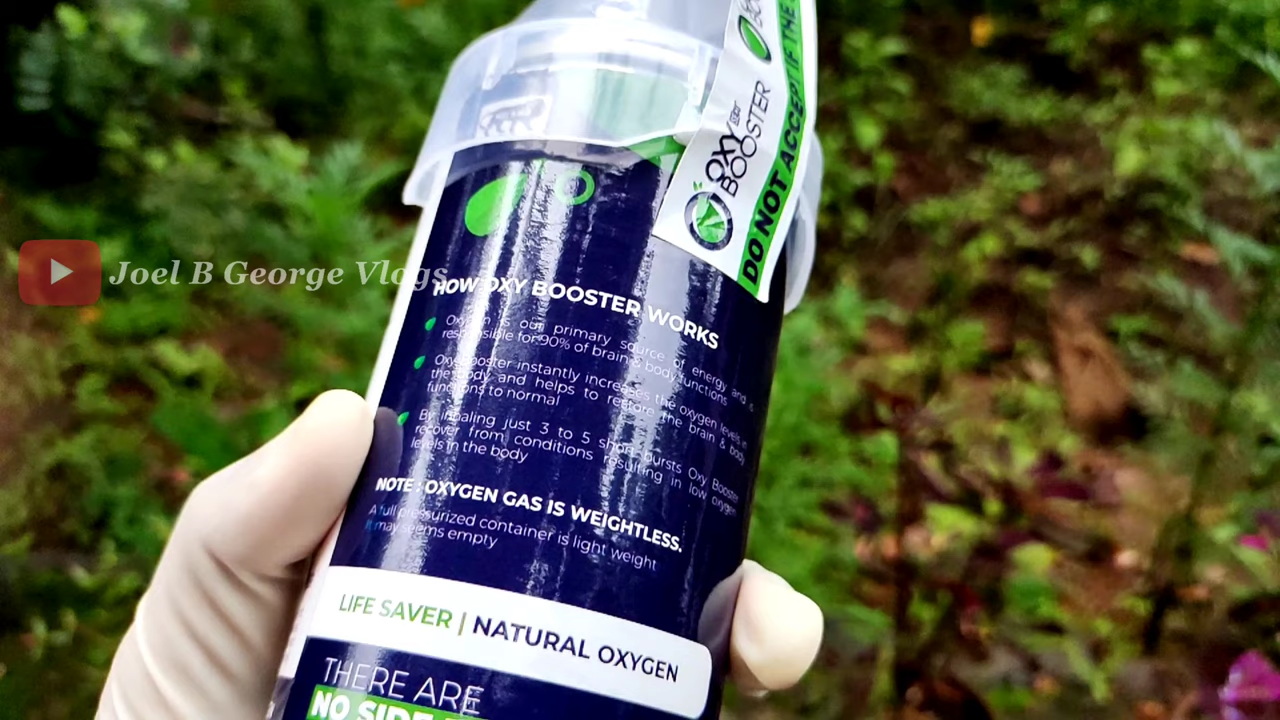 OXY
BOOSTER
DO NOT ACCEPT IF THE
Joel B George Vlogs
HOW OXY BOOSTER WORKS
Oxygen is our primary source of energy and is
responsible for 90% of brain & body functions
Oxy Booster instantly increases the oxygen levels in
the body and helps to restore the brain & body
functions to normal
By inhaling just 3 to 5 short bursts Oxy Booster
recover from conditions resulting in low oxygen
levels in the body
NOTE : OXYGEN GAS IS WEIGHTLESS.
A full pressurized container is light weight
It may seems empty
LIFE SAVER | NATURAL OXYGEN
THERE ARE
NO SIDE